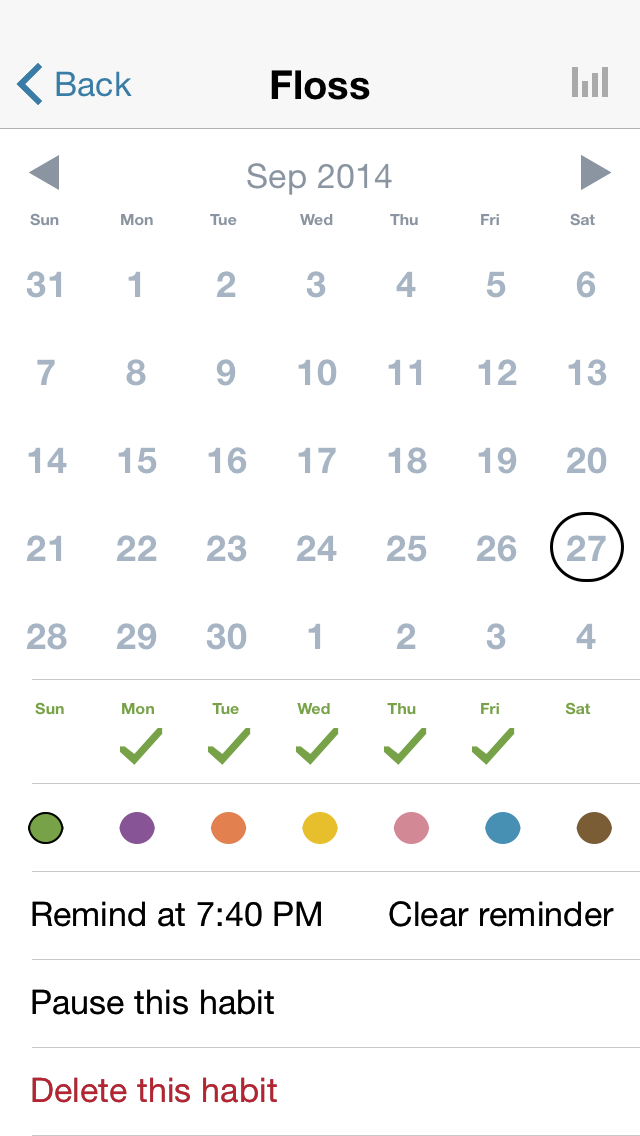 Back Floss
Sep 2014
Sun Mon Tue Wed Thu Fri Sat
31 1 2 3 4 5 6
7 8 9 10 11 12 13
14 15 16 17 18 19 20
21 22 23 24 25 26 27
28 29 30 1 2 3 4
Sun Mon Tue Wed Thu Fri Sat
Remind at 7:40 PM Clear reminder
Pause this habit
Delete this habit